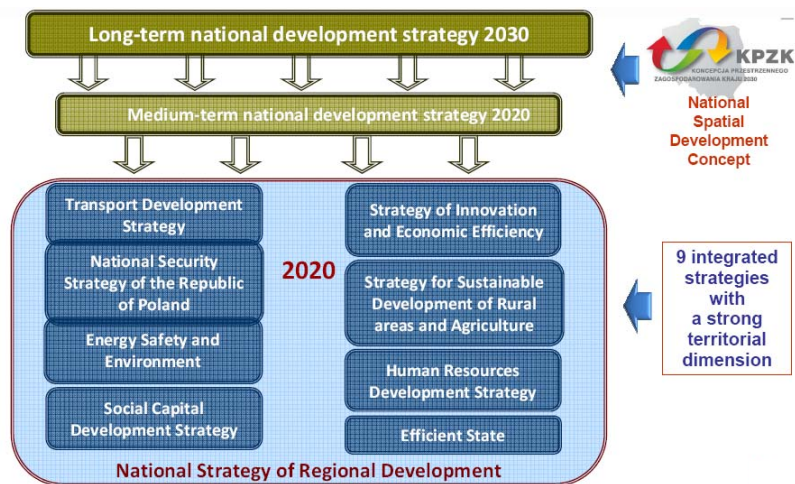 Long-term national development strategy 2030
KPZK
KONCEPCJA PRZESTRZENNEGO
ZAGOSPODAROWANIA KRAJU 2030
National
Spatial
Development
Concept
Medium-term national development strategy 2020
Transport Development
Strategy
National Security
Strategy of the Republic
of Poland
Energy Safety and
Environment
Social Capital
Development Strategy
2020
Strategy of Innovation
and Economic Efficiency
Strategy for Sustainable
Development of Rural
areas and Agriculture
Human Resources
Development Strategy
Efficient State
National Strategy of Regional Development
9 integrated
strategies
with
a strong
territorial
dimension